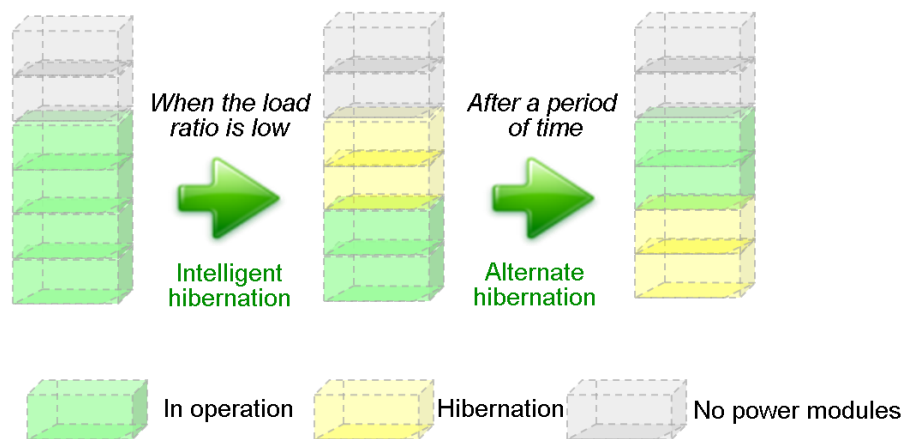 When the load
ratio is low
Intelligent
hibernation
After a period
of time
Alternate
hibernation
In operation
Hibernation
No power modules